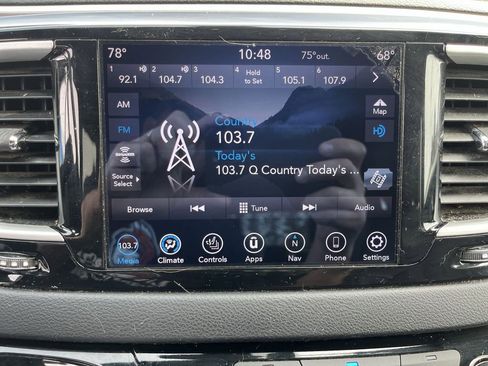 78° 10:48 75°out. 68°
1 92.1 2 104.7 3 104.3 4 Hold to Set 5 105.1 6 107.9
AM
Map
Country
FM
103.7
HD
Today's
SiriusXM
103.7 Q Country Today's ...
Source
Select
Browse Tune Audio
103.7
Media Climate Controls Apps Nav Phone Settings
N